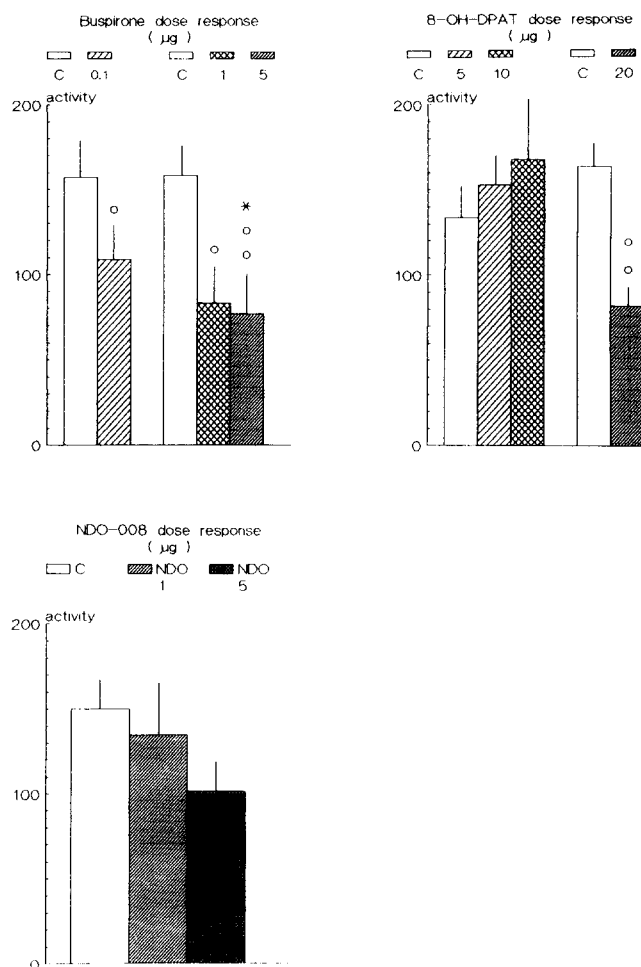 Buspirone dose response
( µg )
C 0.1 C 1 5
activity
200
100
0
○ ○ * ○ ○
8-OH-DPAT dose response
( µg )
C 5 10 C 20
activity
200
100
0
○ ○
NDO-008 dose response
( µg )
C NDO 1 NDO 5
activity
200
100
0